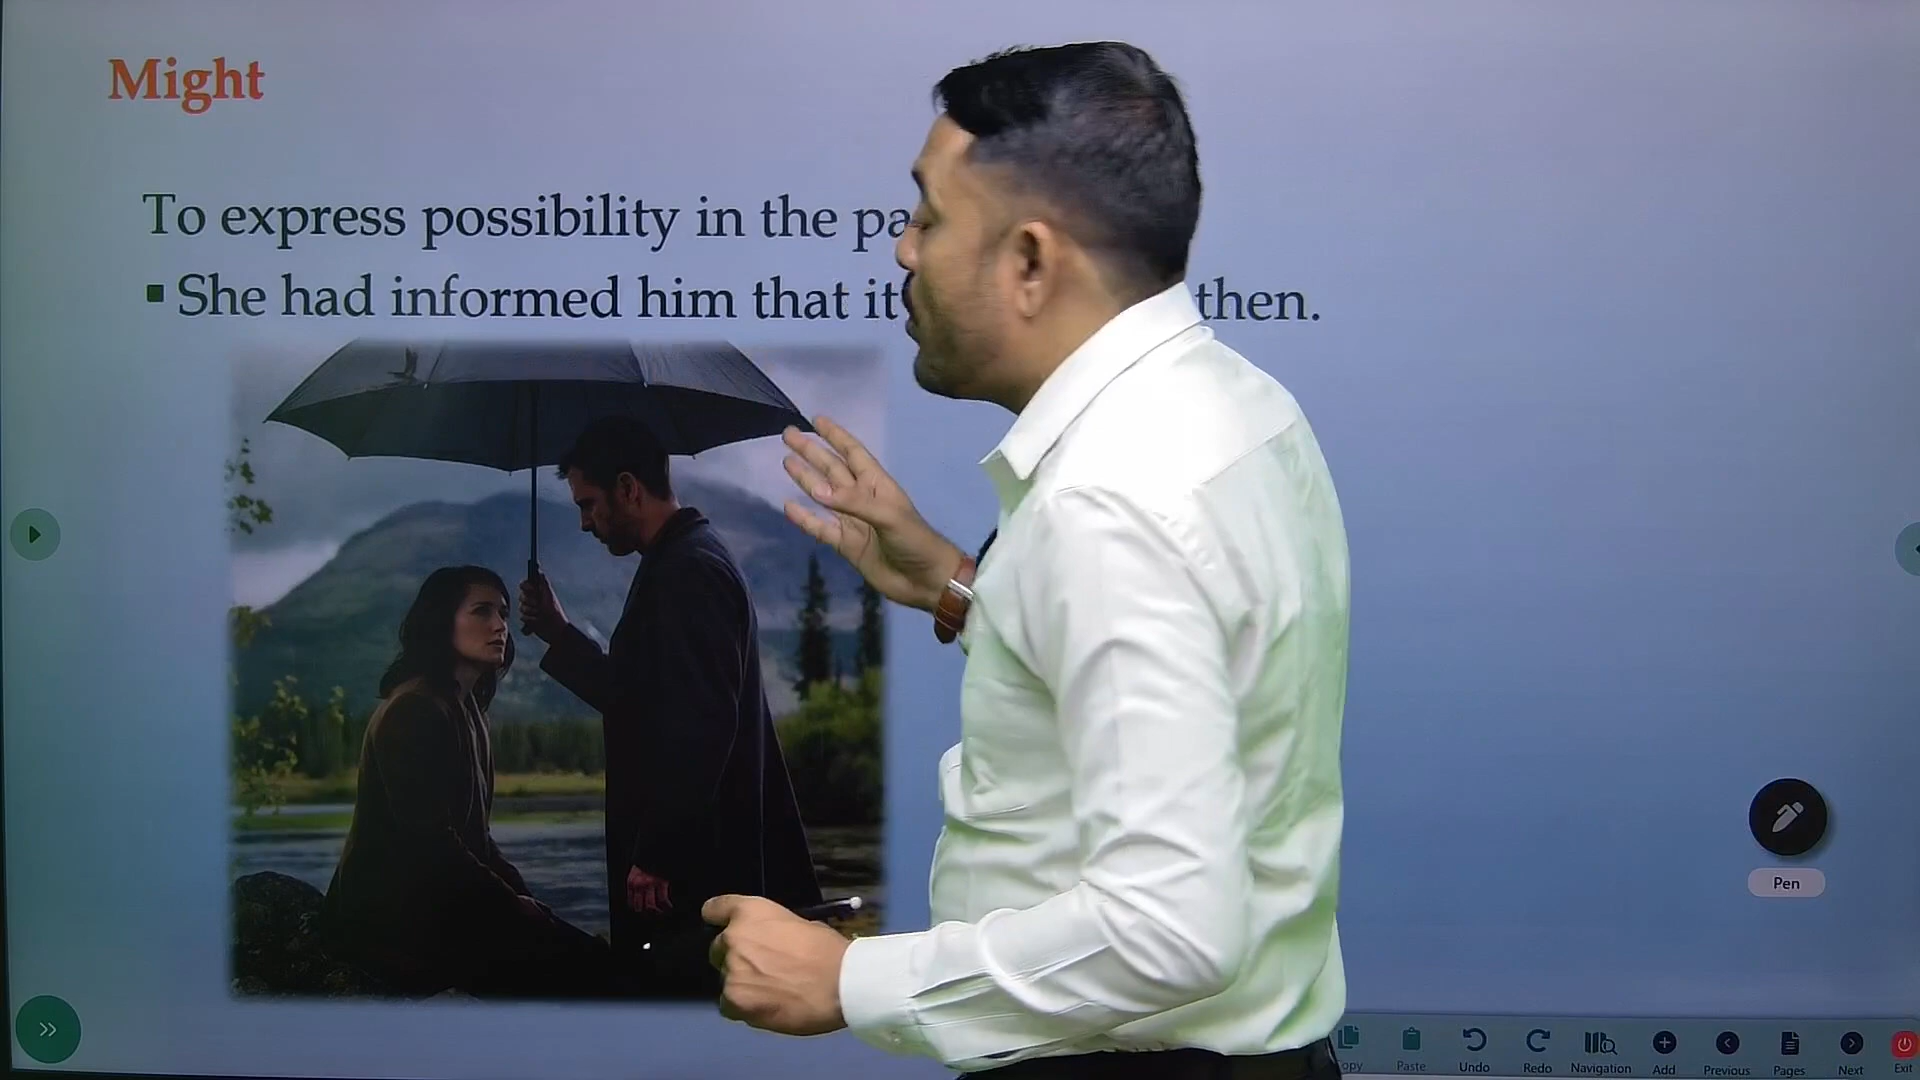 Might
To express possibility in the pa
▪ She had informed him that it then.
Pen
opy Paste Undo Redo Navigation Add Previous Pages Next Exit